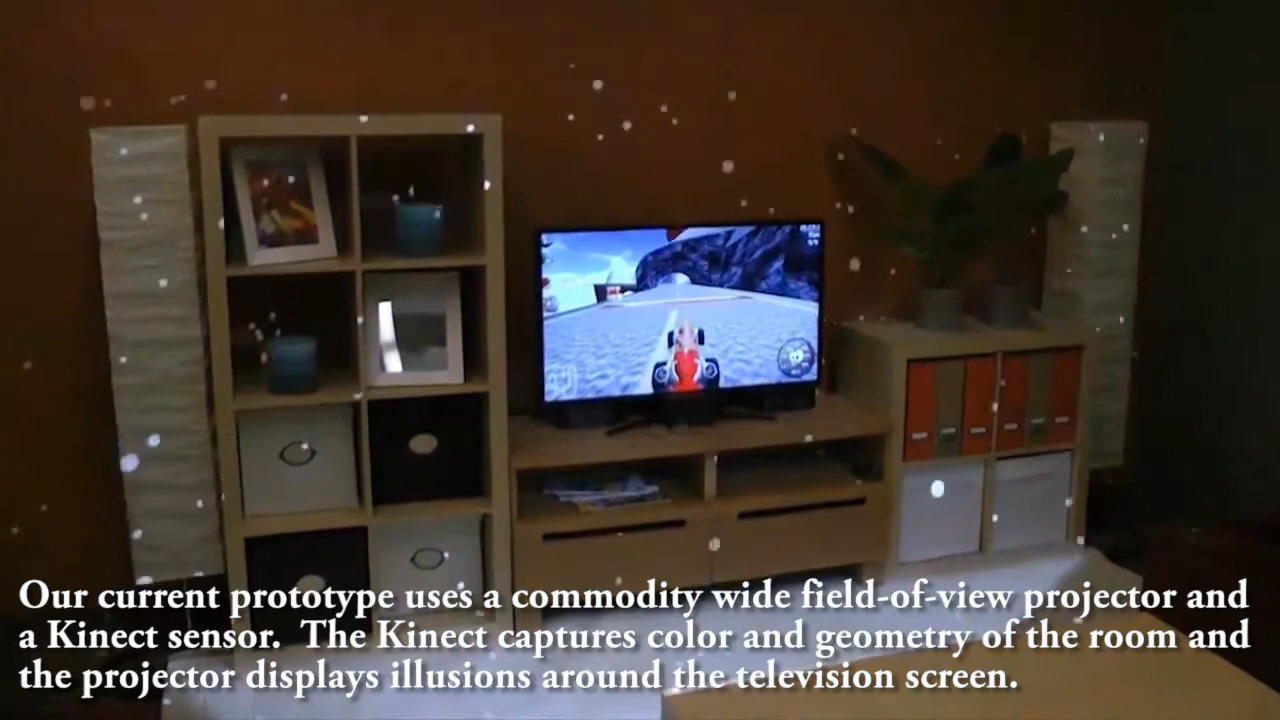 Our current prototype uses a commodity wide field-of-view projector and
a Kinect sensor.  The Kinect captures color and geometry of the room and
the projector displays illusions around the television screen.